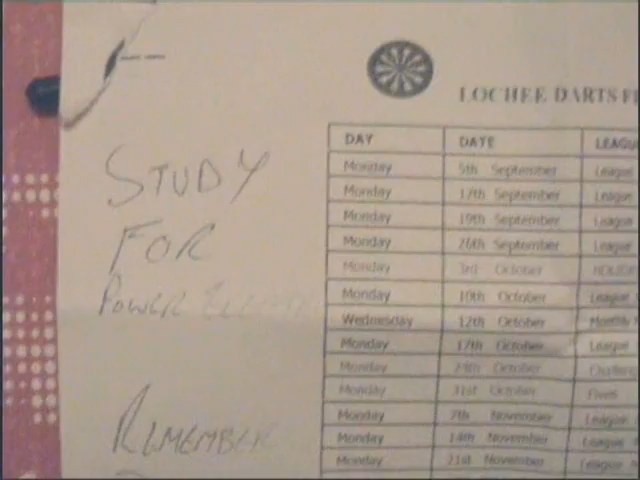 LOCHEE DARTS
STUDY
FOR
POWER
REMEMBER
DAY DATE
Monday 5th September League
Monday 12th September League
Monday 19th September League
Monday 26th September League
Monday 3rd October
Monday 10th October League
Wednesday 12th October
Monday 17th October League
Monday 24th October
Monday 31st October Fives
Monday 7th November League
Monday 14th November League
Monday 21st November League